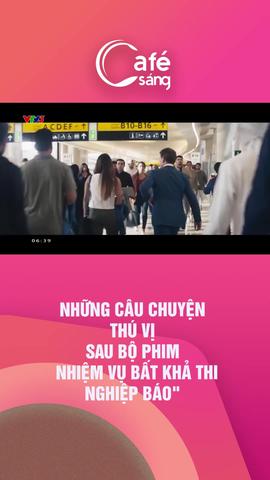 Café
sáng
VTV3
ACDEF
B10-B16
06:39
NHỮNG CÂU CHUYỆN
THÚ VỊ
SAU BỘ PHIM
NHIỆM VỤ BẤT KHẢ THI
NGHIỆP BÁO"